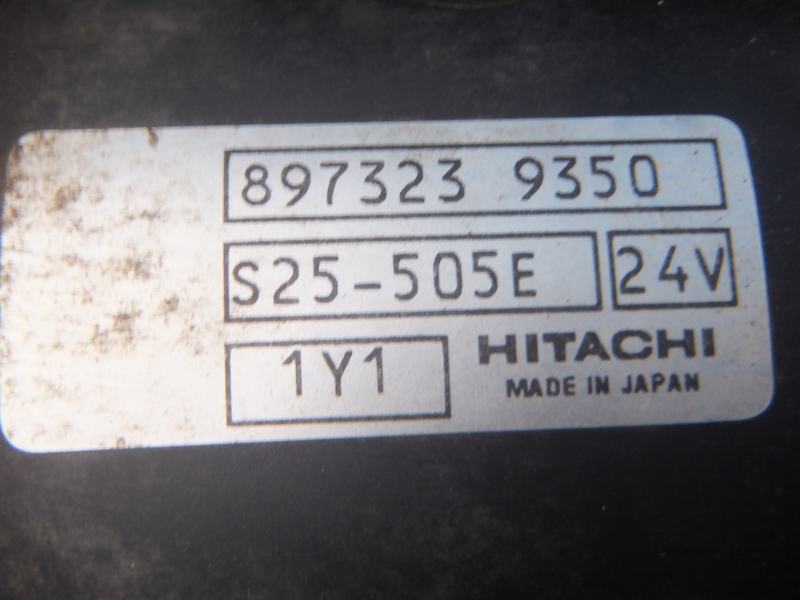 897323 9350
S25-505E 24V
1Y1 HITACHI
MADE IN JAPAN